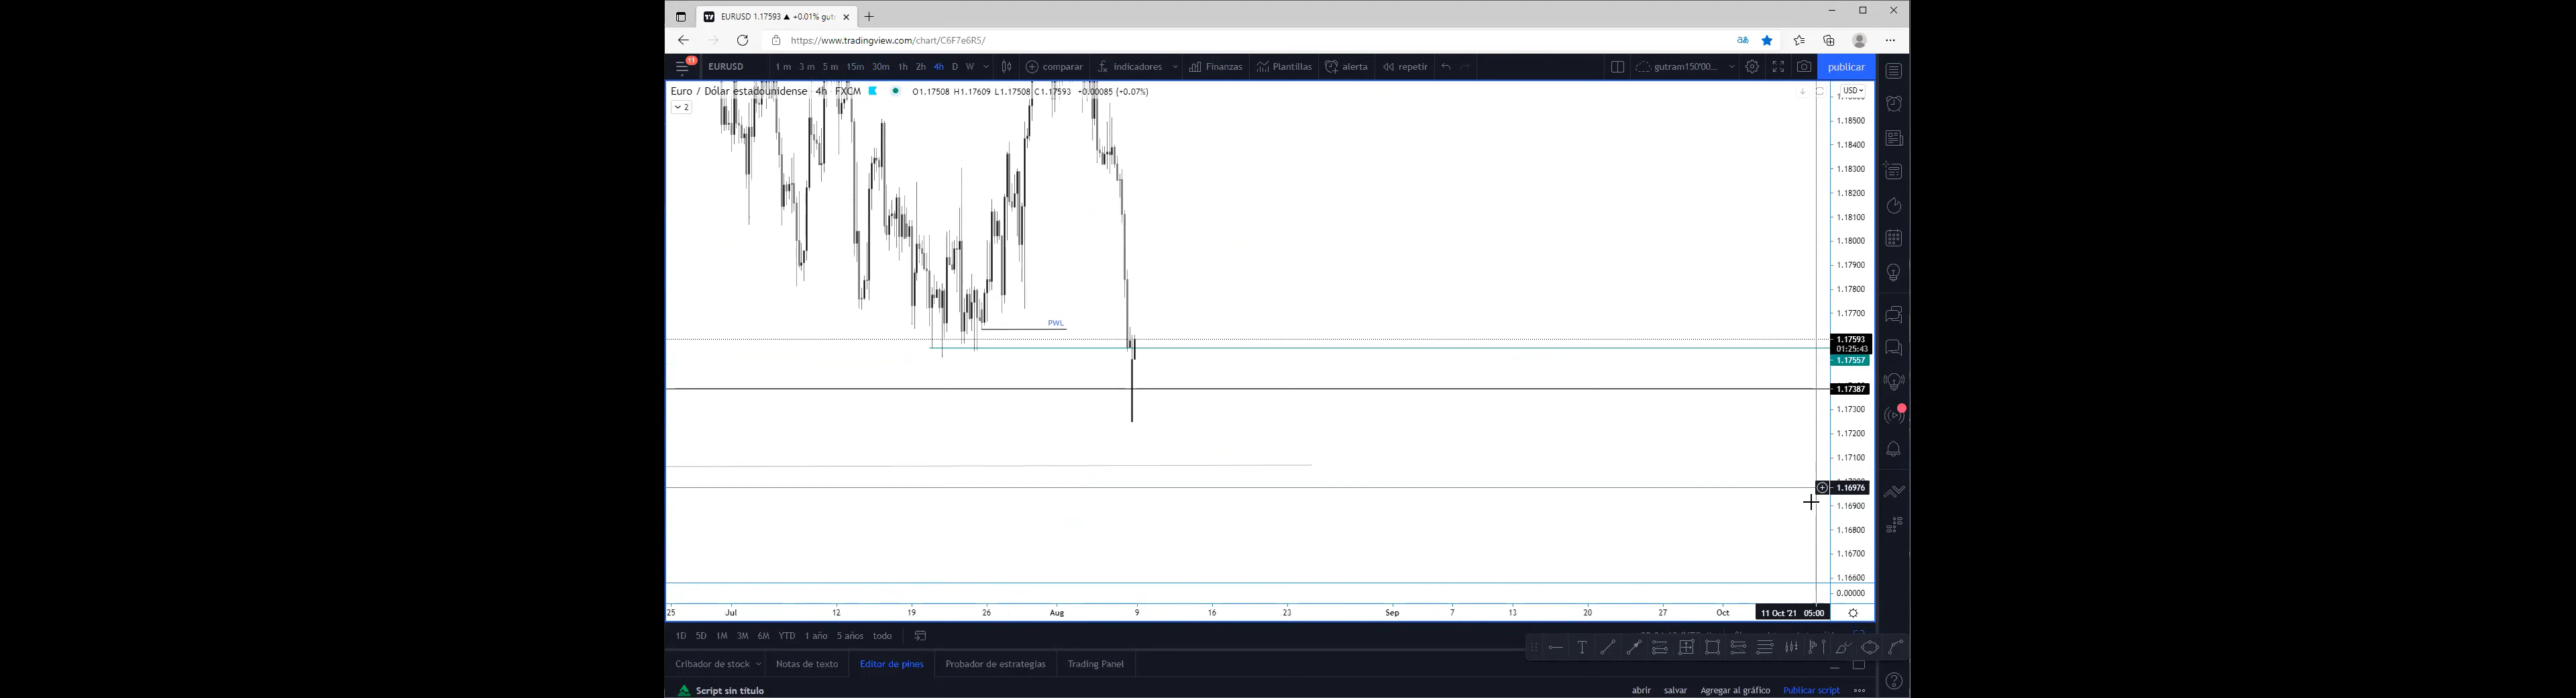 EURUSD 1.17593 ▲ +0.01% gut
https://www.tradingview.com/chart/C6F7e6R5/
11 EURUSD 1 m 3 m 5 m 15m 30m 1h 2h 4h D W comparar indicadores Finanzas Plantillas alerta repetir gutram150'00... publicar
Euro / Dólar estadounidense 4h FXCM O1.17508 H1.17609 L1.17508 C1.17593 +0.00085 (+0.07%) USD
2
1.18500
1.18400
1.18300
1.18200
1.18100
1.18000
1.17900
1.17800
1.17700
PWL
1.17593
01:25:43
1.17557
1.17387
1.17300
1.17200
1.17100
1.16976
1.16900
1.16800
1.16700
1.16600
0.00000
25 Jul 12 19 26 Aug 9 16 23 Sep 7 13 20 27 Oct 11 Oct '21 05:00
1D 5D 1M 3M 6M YTD 1 año 5 años todo
Cribador de stock Notas de texto Editor de pines Probador de estrategias Trading Panel
Script sin título abrir salvar Agregar al gráfico Publicar script